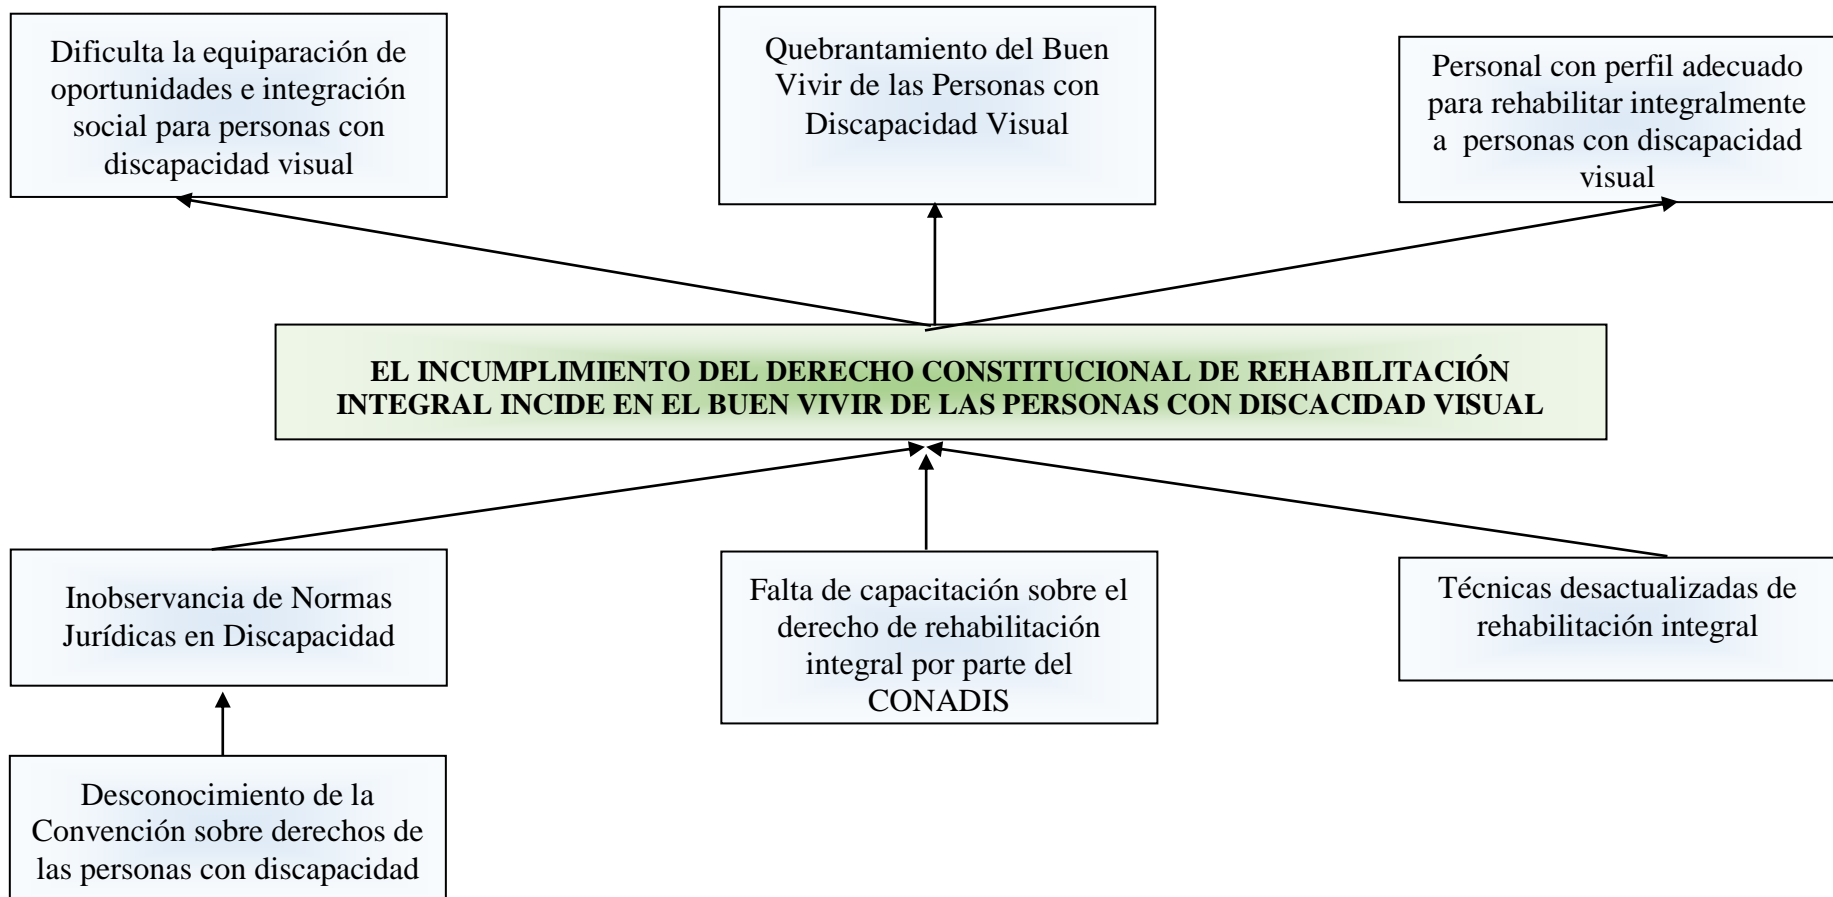 Dificulta la equiparación de
oportunidades e integración
social para personas con
discapacidad visual
Quebrantamiento del Buen
Vivir de las Personas con
Discapacidad Visual
Personal con perfil adecuado
para rehabilitar integralmente
a personas con discapacidad
visual
EL INCUMPLIMIENTO DEL DERECHO CONSTITUCIONAL DE REHABILITACIÓN
INTEGRAL INCIDE EN EL BUEN VIVIR DE LAS PERSONAS CON DISCACIDAD VISUAL
Inobservancia de Normas
Jurídicas en Discapacidad
Falta de capacitación sobre el
derecho de rehabilitación
integral por parte del
CONADIS
Técnicas desactualizadas de
rehabilitación integral
Desconocimiento de la
Convención sobre derechos de
las personas con discapacidad